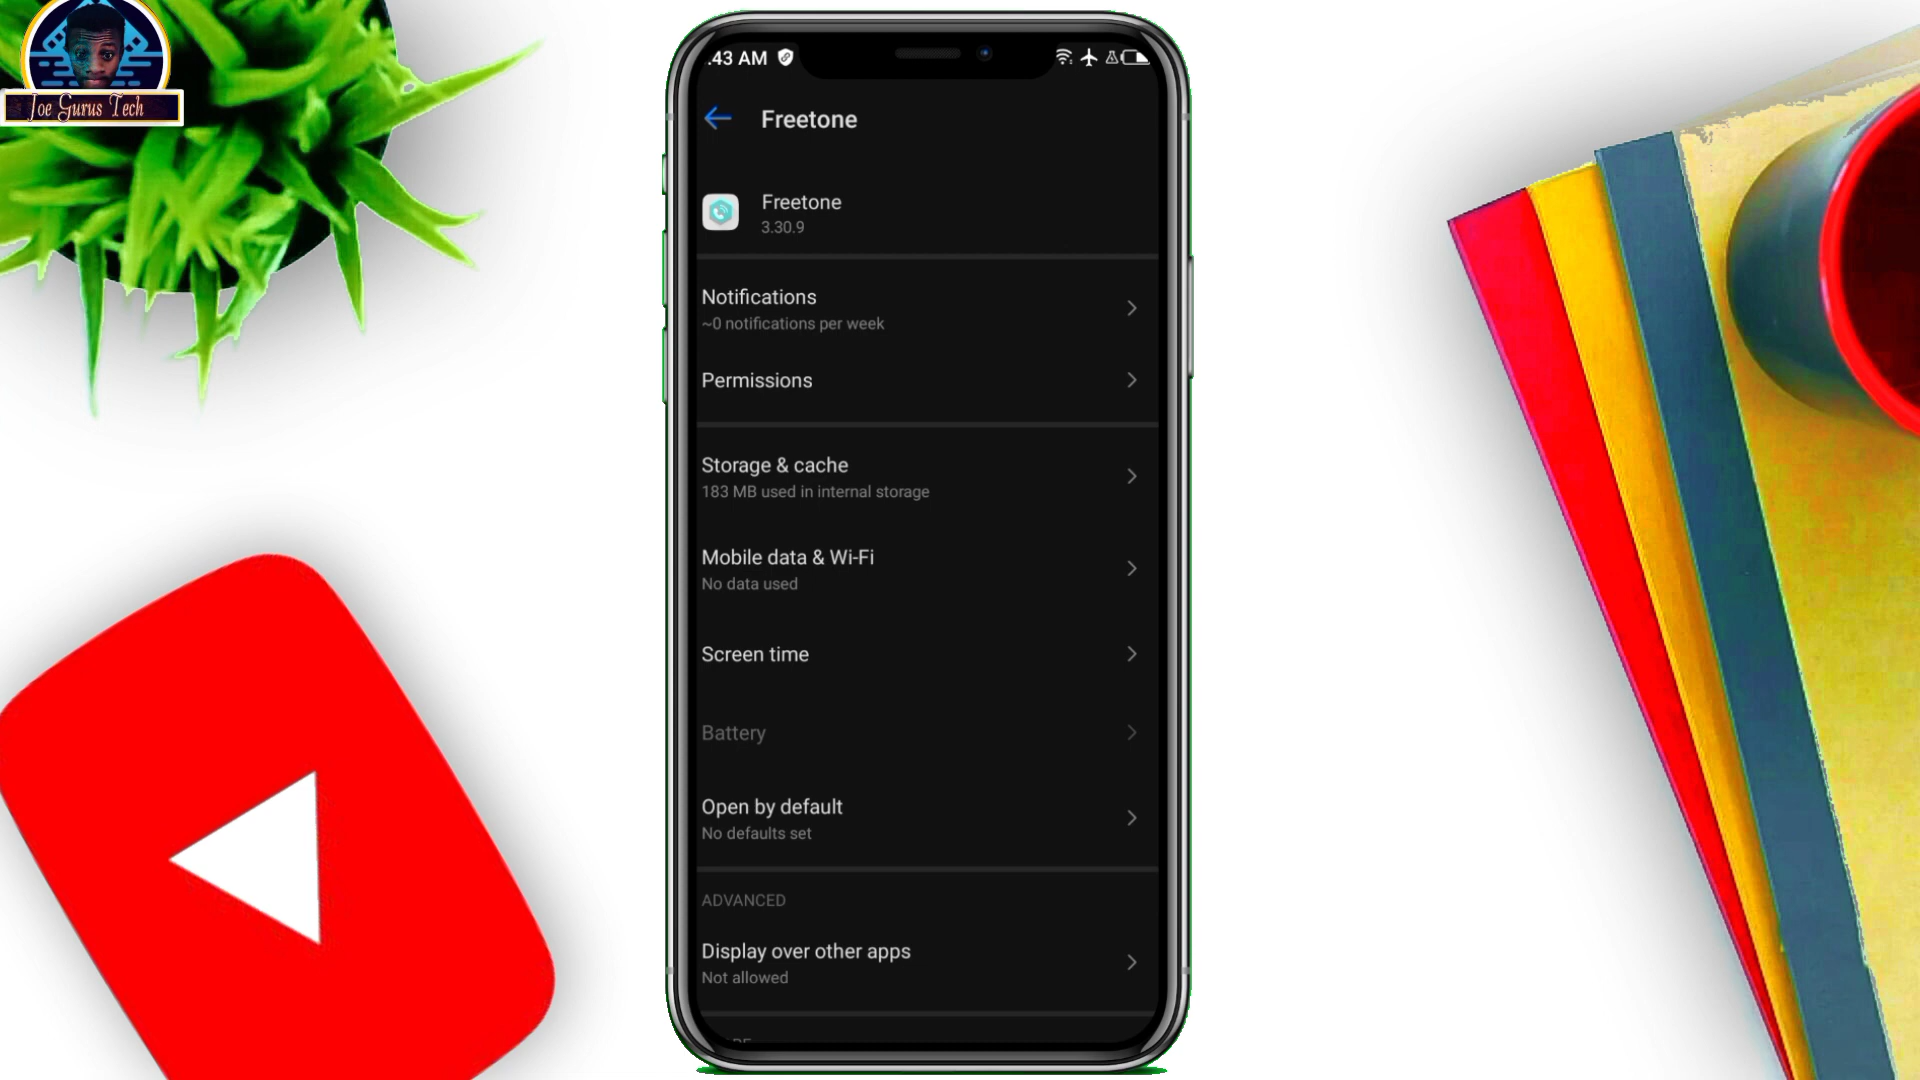 Joe Gurus Tech
:43 AM
Freetone
Freetone
3.30.9
Notifications
~0 notifications per week
Permissions
Storage & cache
183 MB used in internal storage
Mobile data & Wi-Fi
No data used
Screen time
Battery
Open by default
No defaults set
ADVANCED
Display over other apps
Not allowed